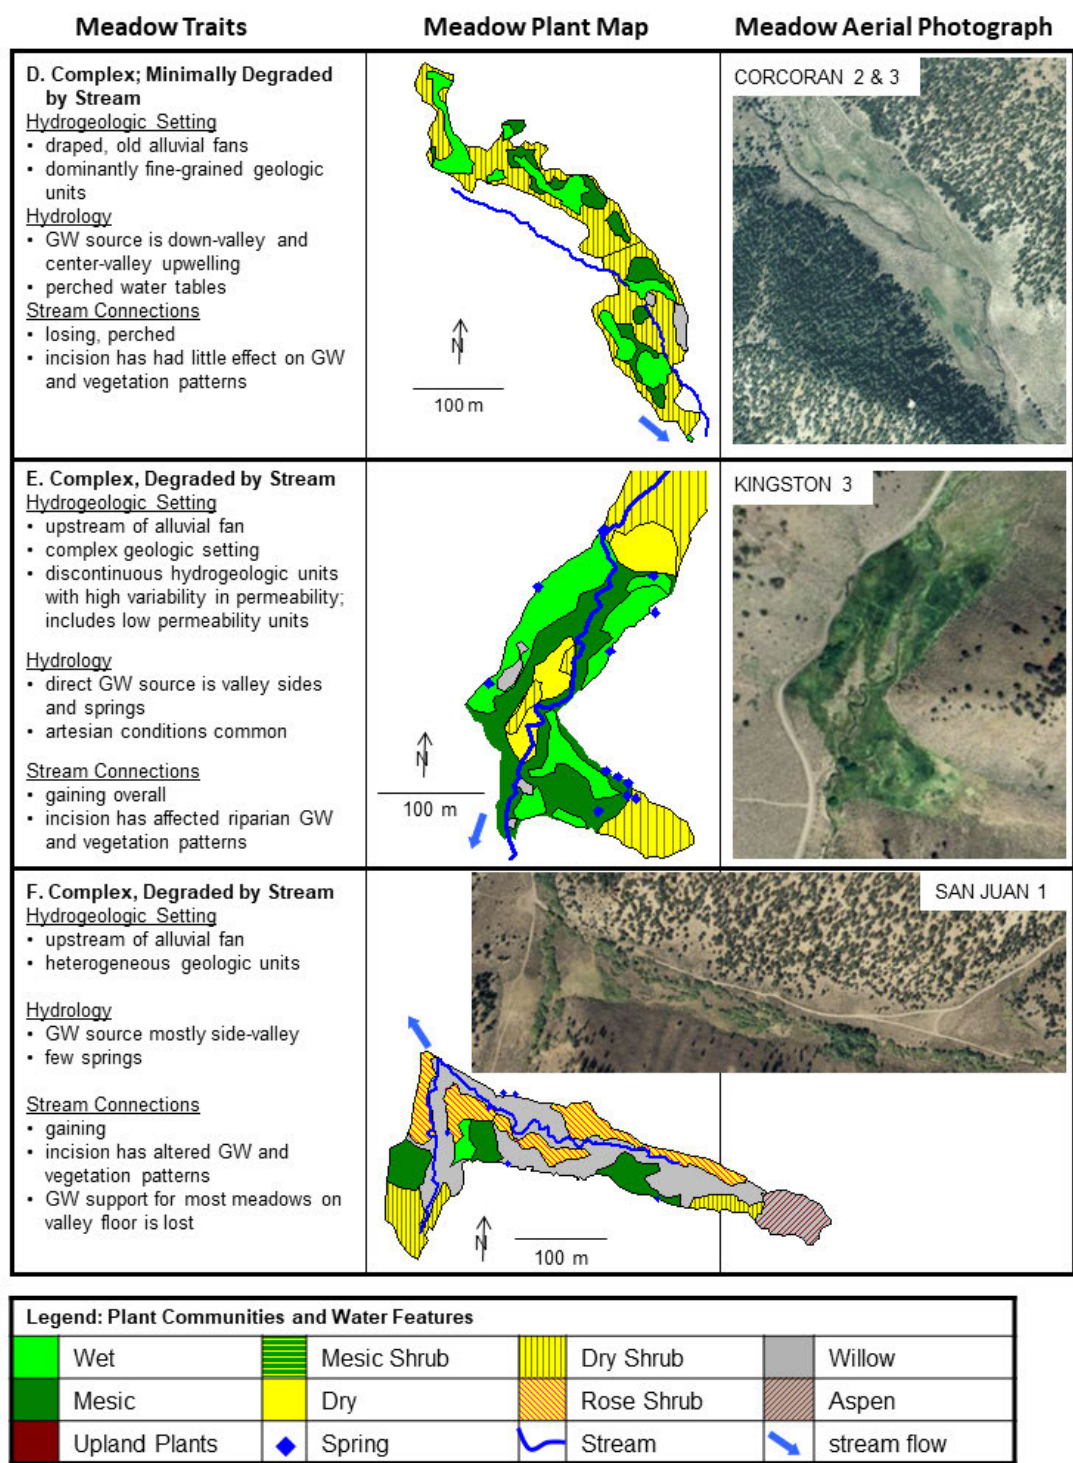 Meadow Traits
Meadow Plant Map
Meadow Aerial Photograph
D. Complex; Minimally Degraded
by Stream
Hydrogeologic Setting
• draped, old alluvial fans
• dominantly fine-grained geologic
units
Hydrology
• GW source is down-valley and
center-valley upwelling
• perched water tables
Stream Connections
• losing, perched
• incision has had little effect on GW
and vegetation patterns
N
100 m
CORCORAN 2 & 3
E. Complex, Degraded by Stream
Hydrogeologic Setting
• upstream of alluvial fan
• complex geologic setting
• discontinuous hydrogeologic units
with high variability in permeability;
includes low permeability units
Hydrology
• direct GW source is valley sides
and springs
• artesian conditions common
Stream Connections
• gaining overall
• incision has affected riparian GW
and vegetation patterns
N
100 m
KINGSTON 3
F. Complex, Degraded by Stream
Hydrogeologic Setting
• upstream of alluvial fan
• heterogeneous geologic units
Hydrology
• GW source mostly side-valley
• few springs
Stream Connections
• gaining
• incision has altered GW and
vegetation patterns
• GW support for most meadows on
valley floor is lost
SAN JUAN 1
N
100 m
Legend: Plant Communities and Water Features
Wet
Mesic Shrub
Dry Shrub
Willow
Mesic
Dry
Rose Shrub
Aspen
Upland Plants
Spring
Stream
stream flow